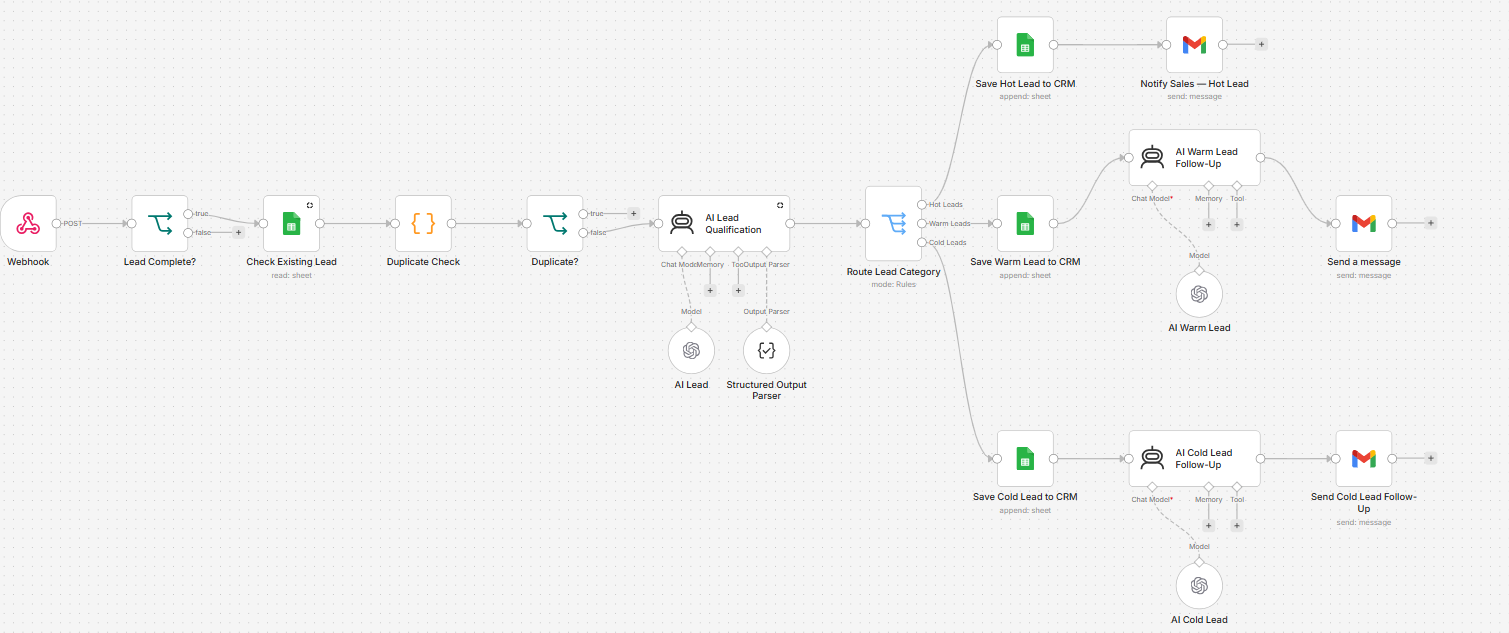 Save Hot Lead to CRM
append: sheet
Notify Sales — Hot Lead
send: message
AI Warm Lead
Follow-Up
Chat Model*
Memory
Tool
POST
Webhook
true
false
Lead Complete?
Check Existing Lead
read: sheet
Duplicate Check
true
false
Duplicate?
AI Lead
Qualification
Chat Model
Memory
Tool
Output Parser
Model
AI Lead
Output Parser
Structured Output
Parser
Hot Leads
Warm Leads
Cold Leads
Route Lead Category
mode: Rules
Save Warm Lead to CRM
append: sheet
Model
AI Warm Lead
Send a message
send: message
Save Cold Lead to CRM
append: sheet
AI Cold Lead
Follow-Up
Chat Model*
Memory
Tool
Model
AI Cold Lead
Send Cold Lead Follow-
Up
send: message